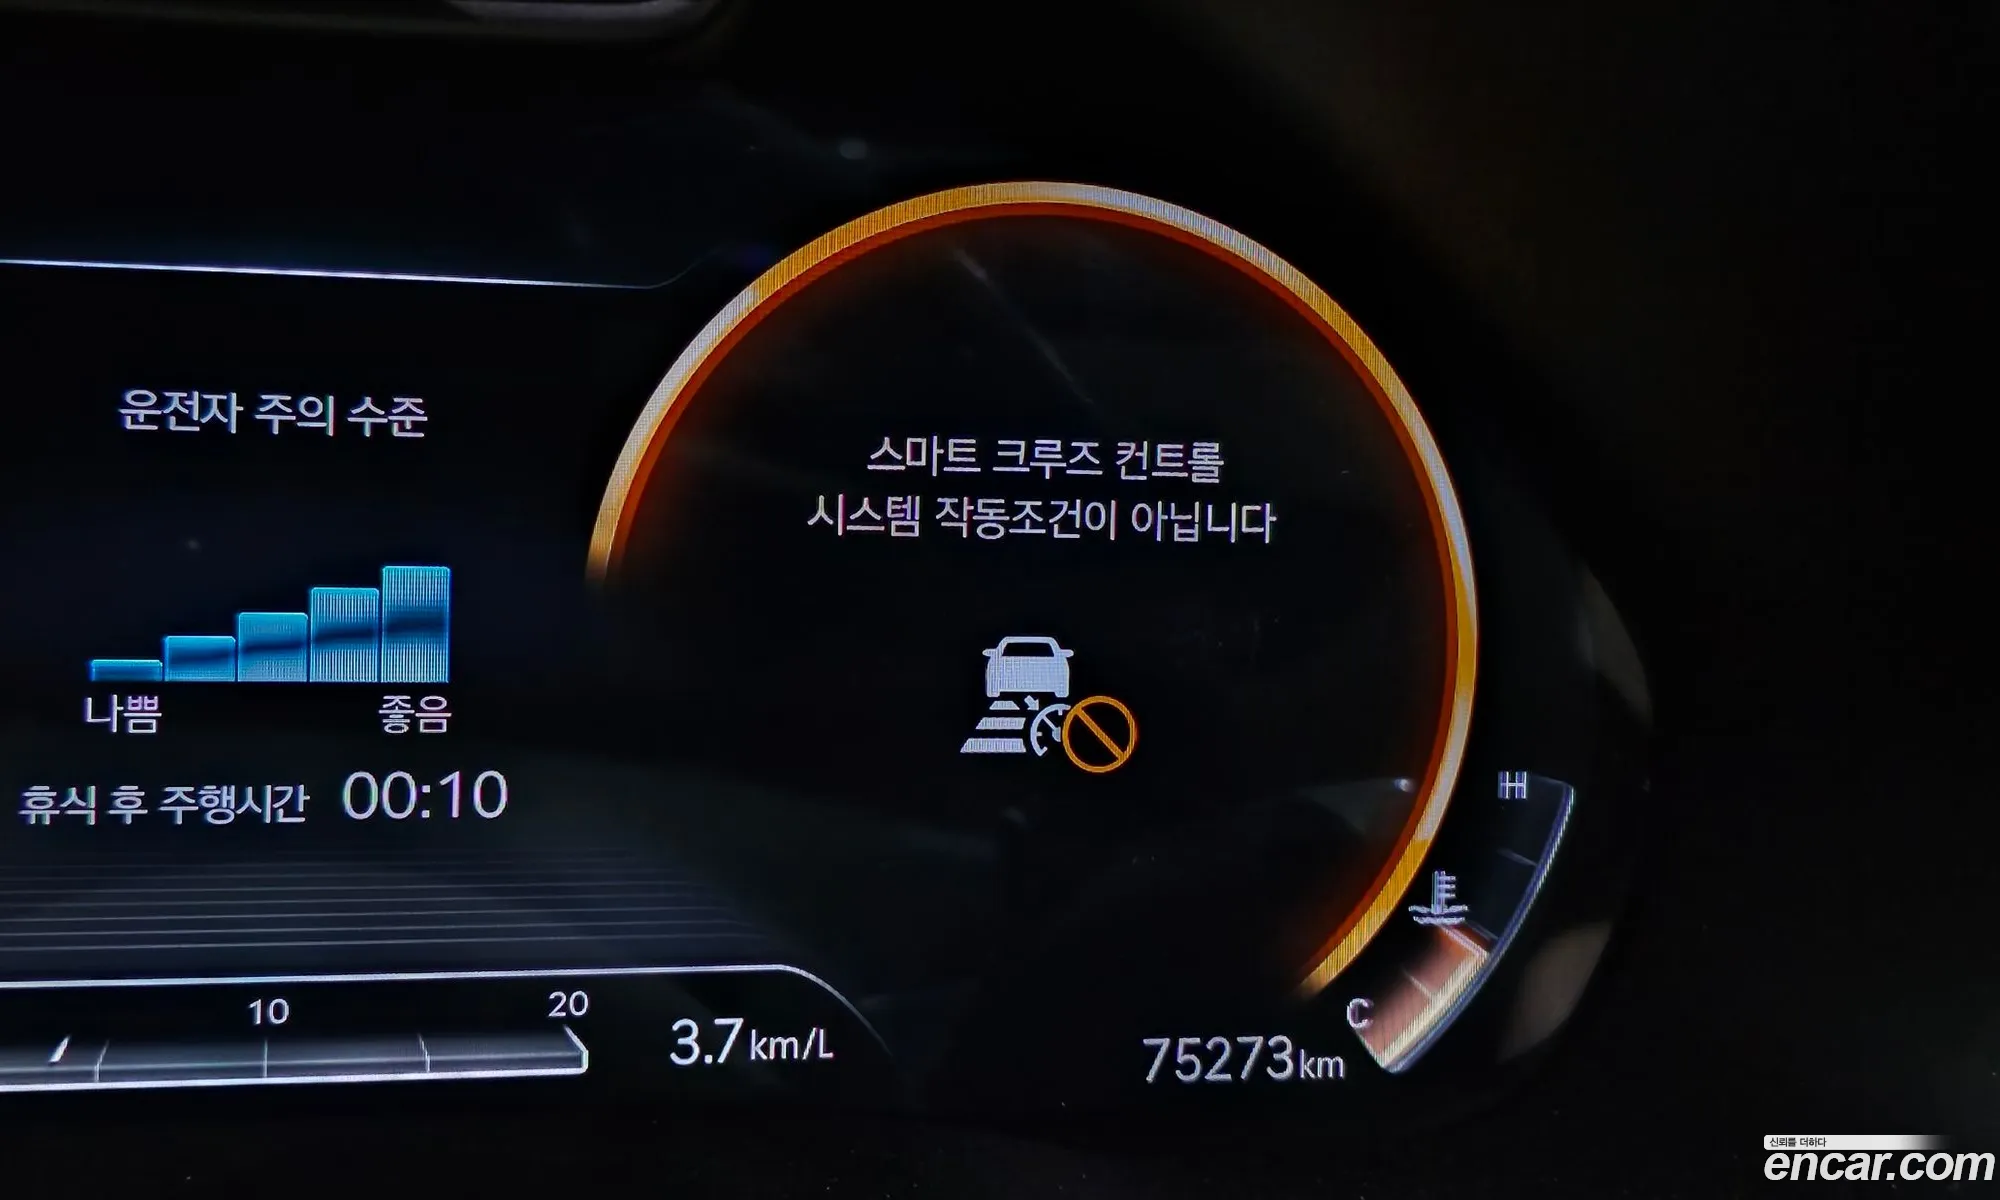 운전자 주의 수준
나쁨
좋음
휴식 후 주행시간 00:10
10
20
3.7km/L
스마트 크루즈 컨트롤
시스템 작동조건이 아닙니다
H
C
75273km
신뢰를 더하다
encar.com